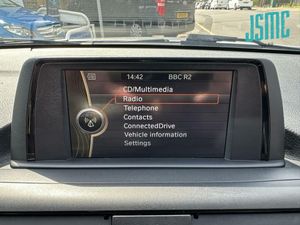 JSMC
14:42 BBC R2
CD/Multimedia
Radio
Telephone
Contacts
ConnectedDrive
Vehicle information
Settings